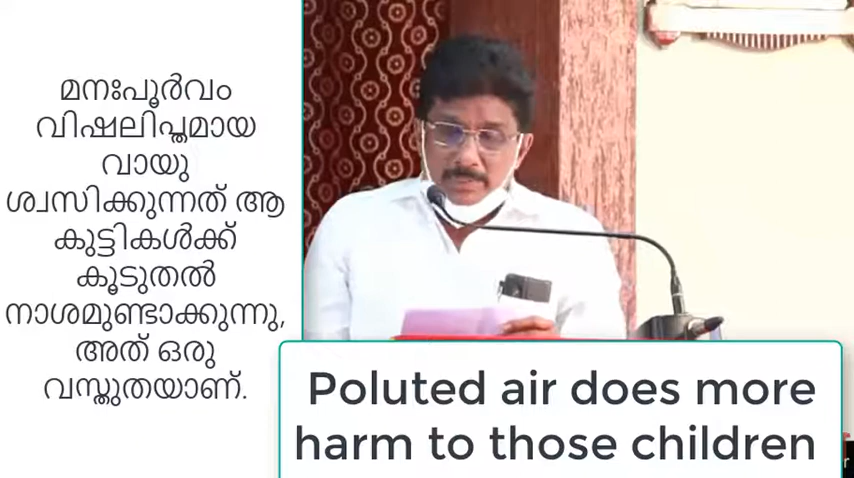 മനഃപൂർവം
വിഷലിപ്തമായ
വായു
ശ്വസിക്കുന്നത് ആ
കുട്ടികൾക്ക്
കൂടുതൽ
നാശമുണ്ടാക്കുന്നു,
അത് ഒരു
വസ്തുതയാണ്.
Poluted air does more
harm to those children